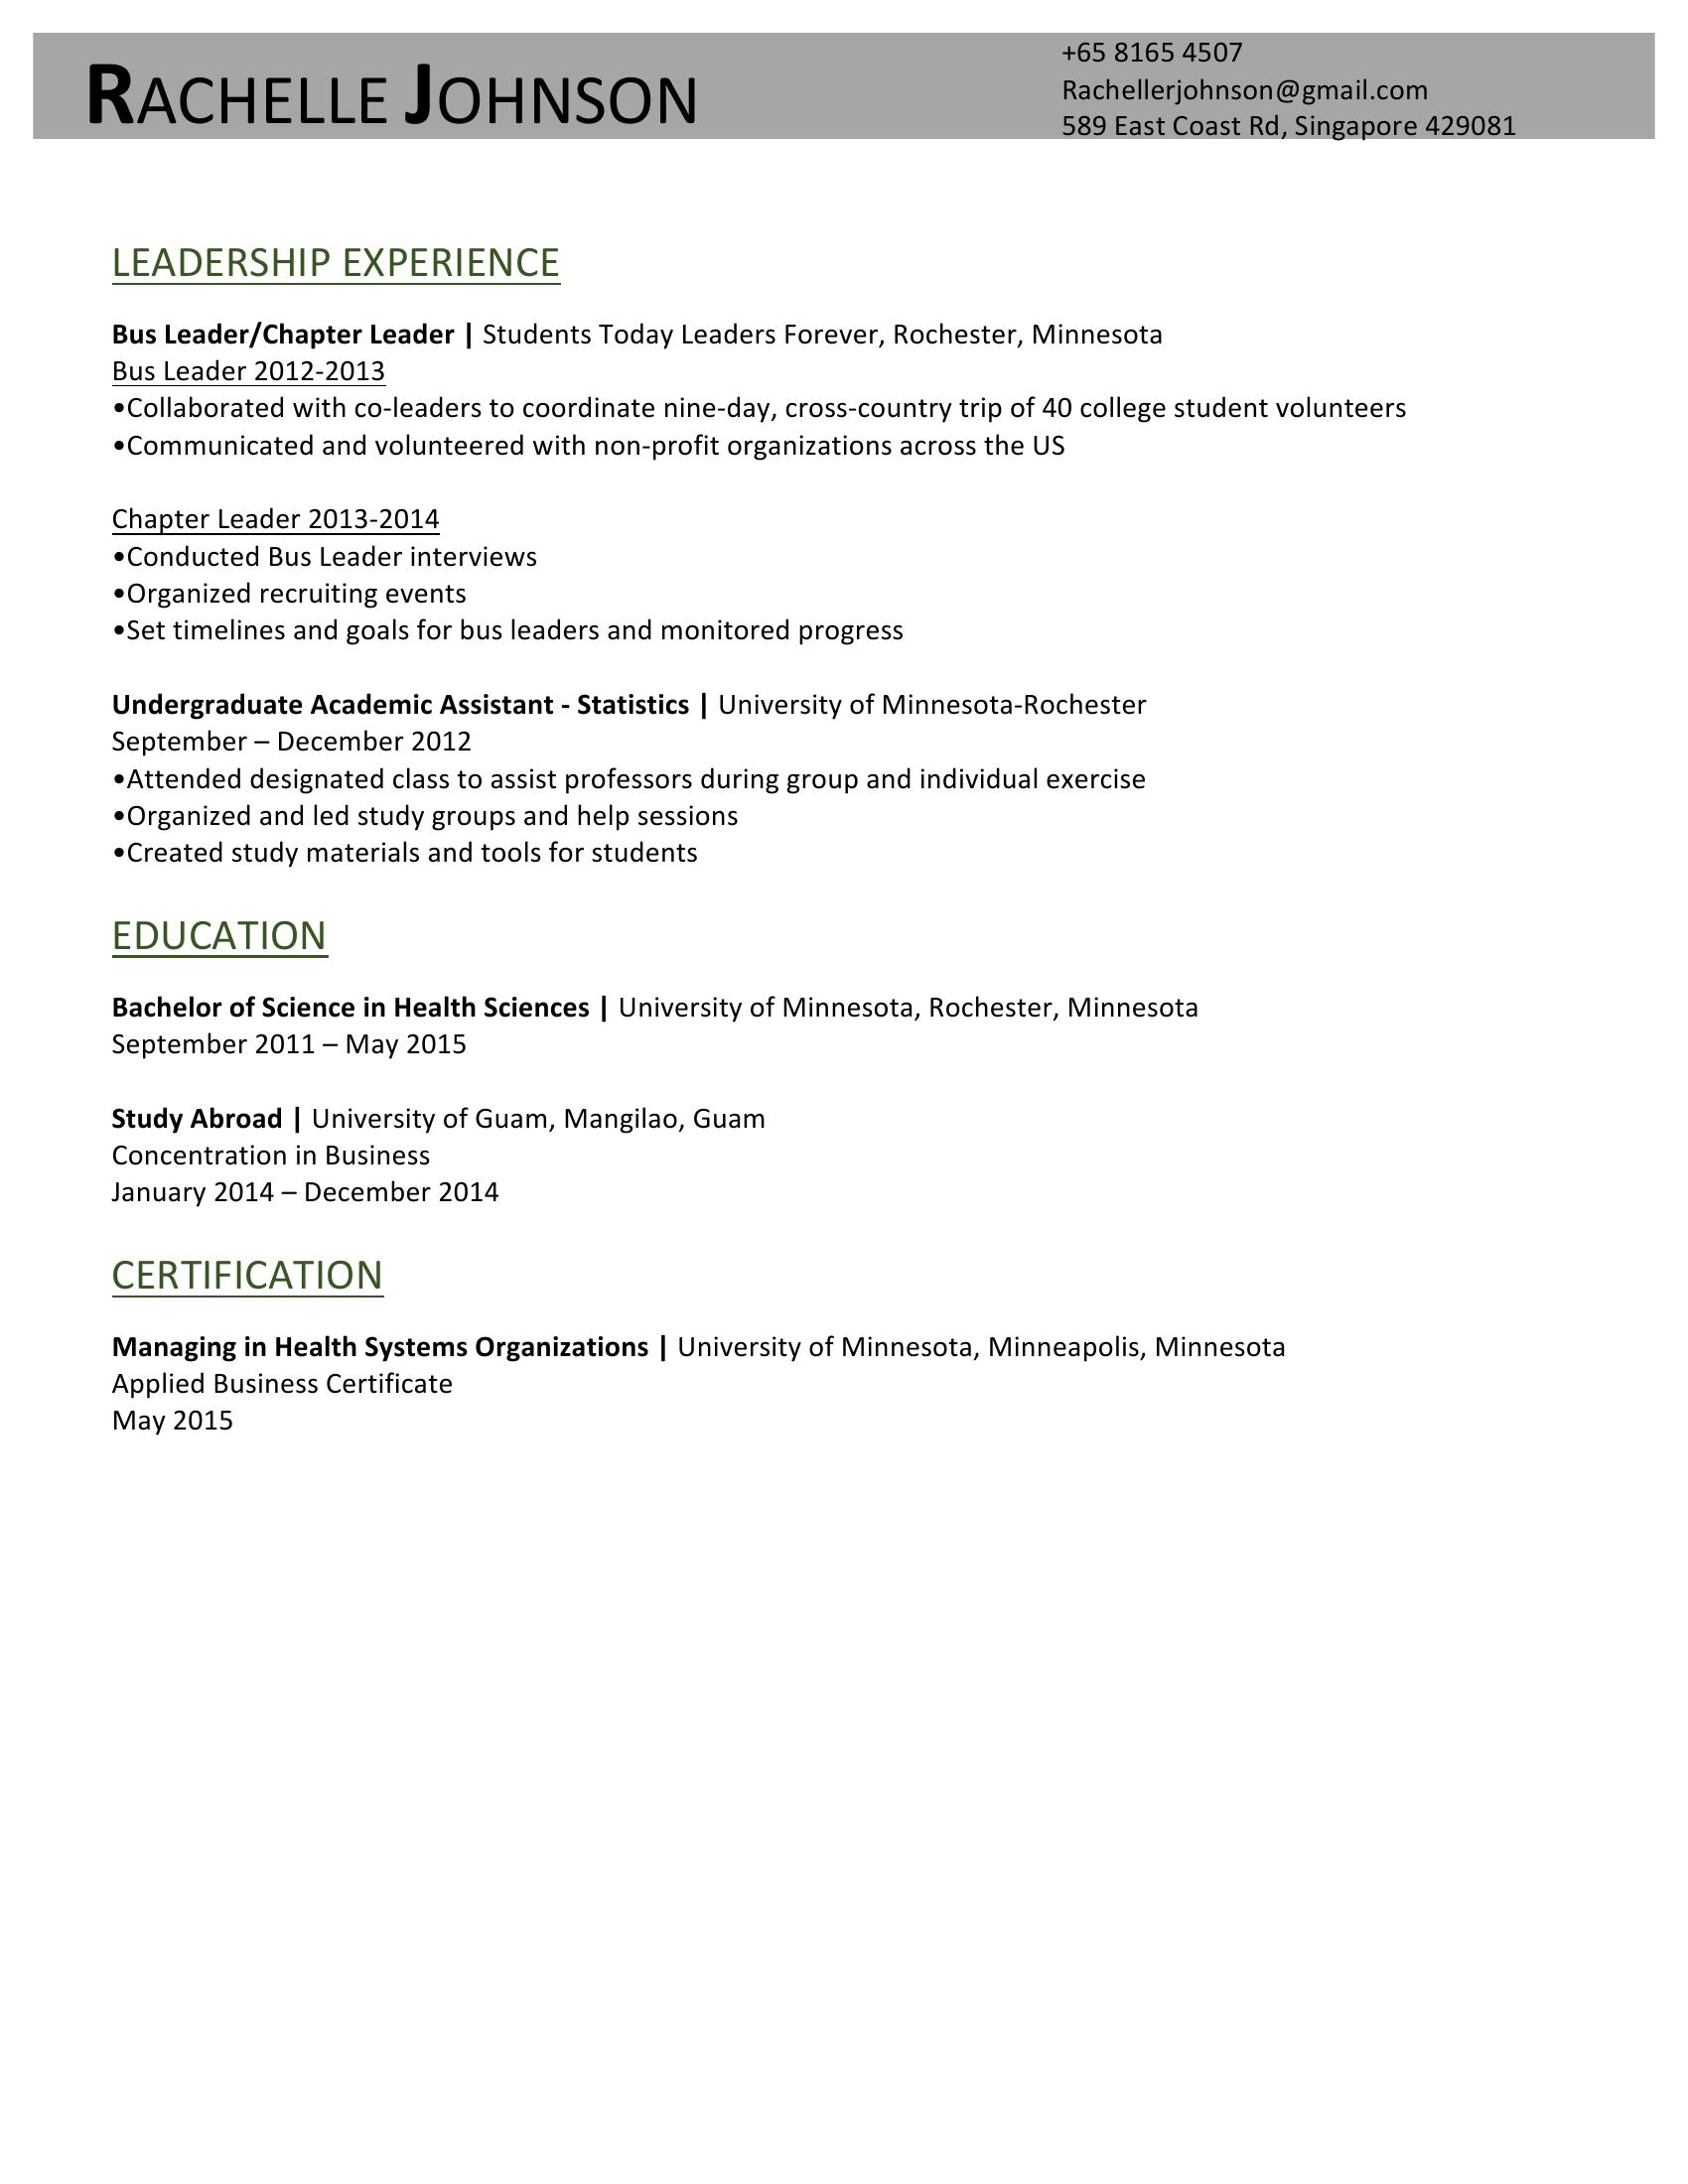 RACHELLE JOHNSON
+65 8165 4507
Rachellerjohnson@gmail.com
589 East Coast Rd, Singapore 429081
LEADERSHIP EXPERIENCE
Bus Leader/Chapter Leader | Students Today Leaders Forever, Rochester, Minnesota
Bus Leader 2012-2013
•Collaborated with co-leaders to coordinate nine-day, cross-country trip of 40 college student volunteers
•Communicated and volunteered with non-profit organizations across the US
Chapter Leader 2013-2014
•Conducted Bus Leader interviews
•Organized recruiting events
•Set timelines and goals for bus leaders and monitored progress
Undergraduate Academic Assistant - Statistics | University of Minnesota-Rochester
September – December 2012
•Attended designated class to assist professors during group and individual exercise
•Organized and led study groups and help sessions
•Created study materials and tools for students
EDUCATION
Bachelor of Science in Health Sciences | University of Minnesota, Rochester, Minnesota
September 2011 – May 2015
Study Abroad | University of Guam, Mangilao, Guam
Concentration in Business
January 2014 – December 2014
CERTIFICATION
Managing in Health Systems Organizations | University of Minnesota, Minneapolis, Minnesota
Applied Business Certificate
May 2015